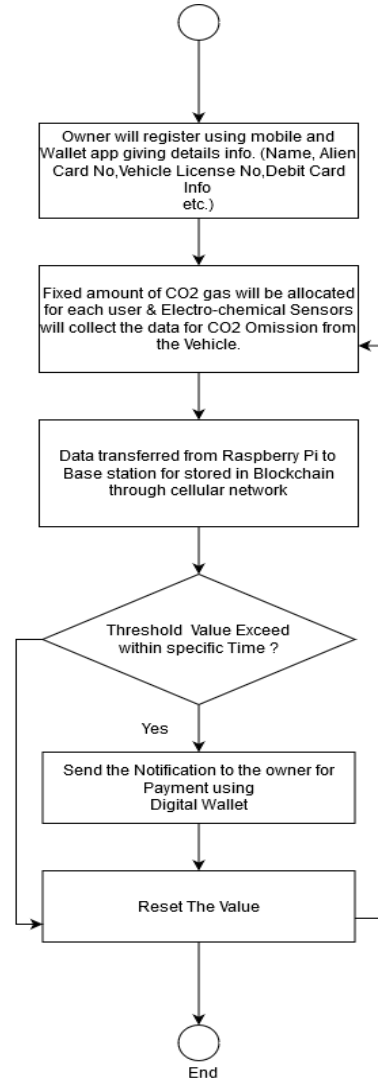 Owner will register using mobile and
Wallet app giving details info. (Name, Alien
Card No,Vehicle License No,Debit Card
Info
etc.)
Fixed amount of CO2 gas will be allocated
for each user & Electro-chemical Sensors
will collect the data for CO2 Omission from
the Vehicle.
Data transferred from Raspberry Pi to
Base station for stored in Blockchain
through cellular network
Threshold Value Exceed
within specific Time ?
Yes
Send the Notification to the owner for
Payment using
Digital Wallet
Reset The Value
End